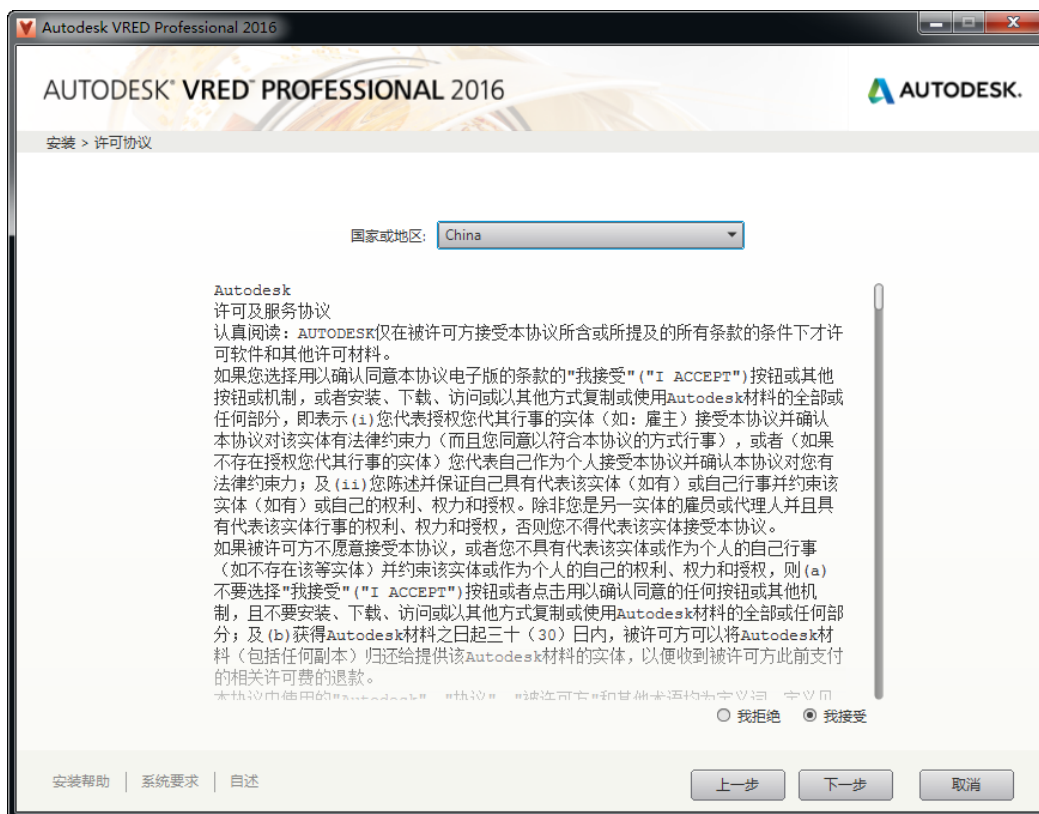 Autodesk VRED Professional 2016
AUTODESK® VRED™ PROFESSIONAL 2016
AUTODESK.
安装 > 许可协议
国家或地区: China
Autodesk
许可及服务协议
认真阅读：AUTODESK仅在被许可方接受本协议所含或所提及的所有条款的条件下才许
可软件和其他许可材料。
如果您选择用以确认同意本协议电子版的条款的"我接受"("I ACCEPT")按钮或其他
按钮或机制，或者安装、下载、访问或以其他方式复制或使用Autodesk材料的全部或
任何部分，即表示(i)您代表授权您代其行事的实体（如：雇主）接受本协议并确认
本协议对该实体有法律约束力（而且您同意以符合本协议的方式行事），或者（如果
不存在授权您代其行事的实体）您代表自己作为个人接受本协议并确认本协议对您有
法律约束力；及(ii)您陈述并保证自己具有代表该实体（如有）或自己行事并约束该
实体（如有）或自己的权利、权力和授权。除非您是另一实体的雇员或代理人并且具
有代表该实体行事的权利、权力和授权，否则您不得代表该实体接受本协议。
如果被许可方不愿意接受本协议，或者您不具有代表该实体或作为个人的自己行事
（如不存在该等实体）并约束该实体或作为个人的自己的权利、权力和授权，则(a)
不要选择"我接受"("I ACCEPT")按钮或者点击用以确认同意的任何按钮或其他机
制，且不要安装、下载、访问或以其他方式复制或使用Autodesk材料的全部或任何部
分；及(b)获得Autodesk材料之日起三十（30）日内，被许可方可以将Autodesk材
料（包括任何副本）归还给提供该Autodesk材料的实体，以便收到被许可方此前支付
的相关许可费的退款。
本协议中使用的"Autodesk"、"协议"、"被许可方"和其他术语均为定义词，定义见
我拒绝 我接受
安装帮助 | 系统要求 | 自述
上一步 下一步 取消